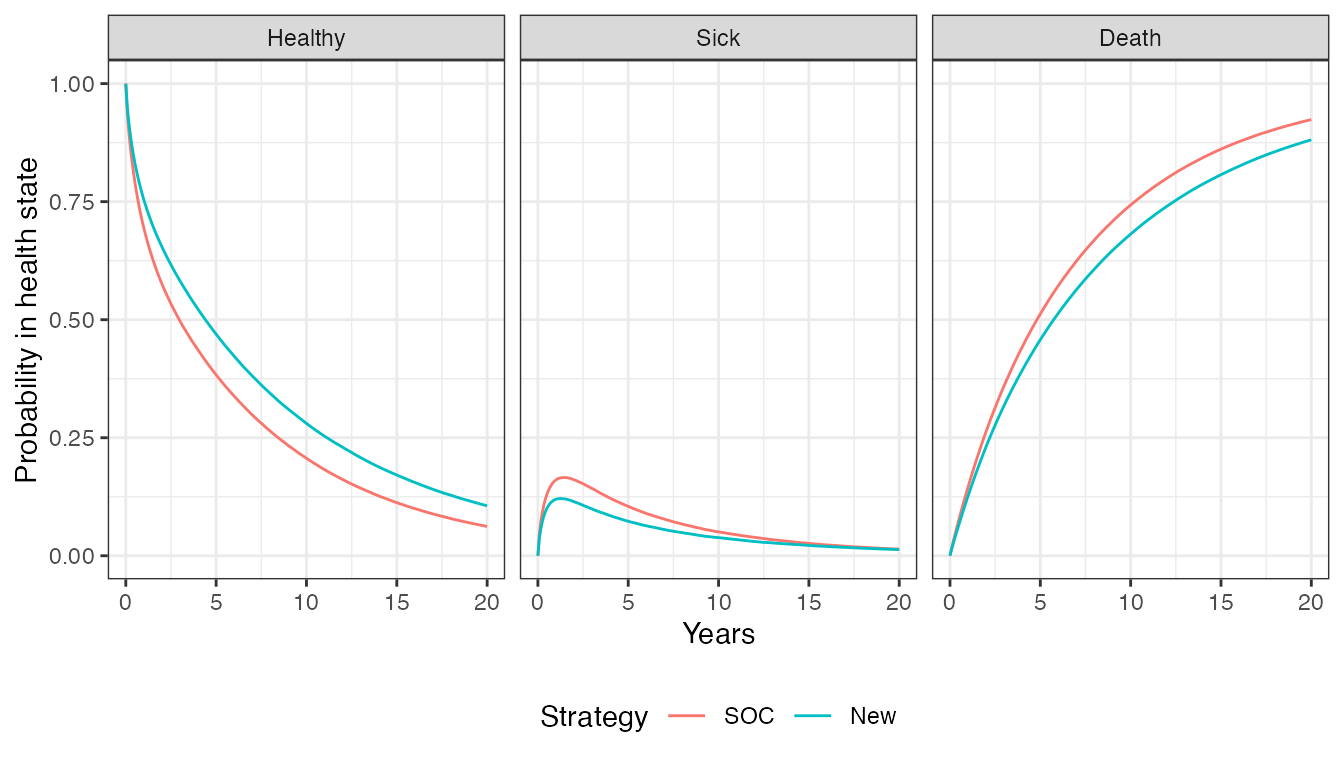 Healthy Sick Death
Probability in health state
1.00
0.75
0.50
0.25
0.00
0 5 10 15 20 0 5 10 15 20 0 5 10 15 20
Years
Strategy SOC New